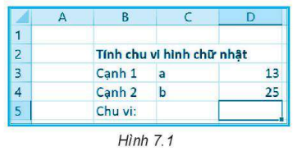 A B C D
1
2 Tính chu vi hình chữ nhật
3 Cạnh 1 a 13
4 Cạnh 2 b 25
5 Chu vi:
Hình 7.1